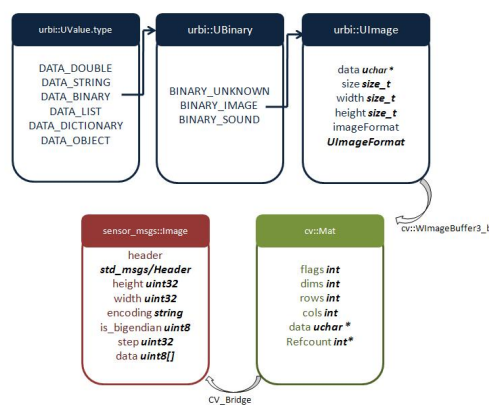 urbi::UValue.type
DATA_DOUBLE
DATA_STRING
DATA_BINARY
DATA_LIST
DATA_DICTIONARY
DATA_OBJECT
urbi::UBinary
BINARY_UNKNOWN
BINARY_IMAGE
BINARY_SOUND
urbi::UImage
data uchar *
size size_t
width size_t
height size_t
imageFormat
UImageFormat
cv::WImageBuffer3_b
sensor_msgs::Image
header
std_msgs/Header
height uint32
width uint32
encoding string
is_bigendian uint8
step uint32
data uint8[]
cv::Mat
flags int
dims int
rows int
cols int
data uchar *
Refcount int*
CV_Bridge